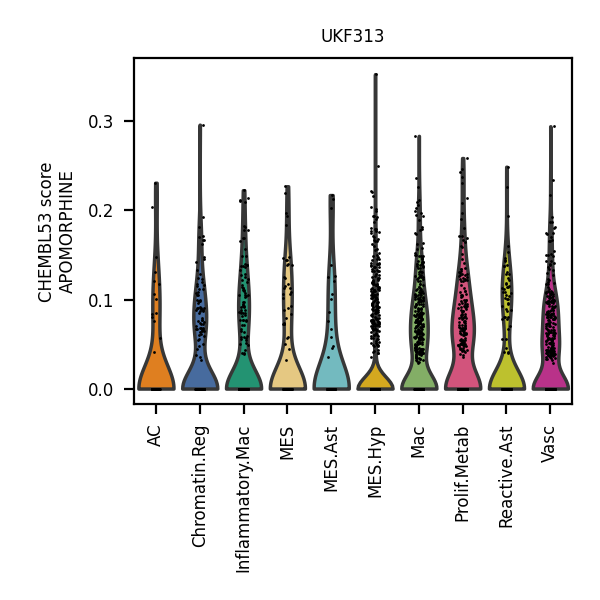 UKF313
CHEMBL53 score
APOMORPHINE
0.3
0.2
0.1
0.0
AC
Chromatin.Reg
Inflammatory.Mac
MES
MES.Ast
MES.Hyp
Mac
Prolif.Metab
Reactive.Ast
Vasc